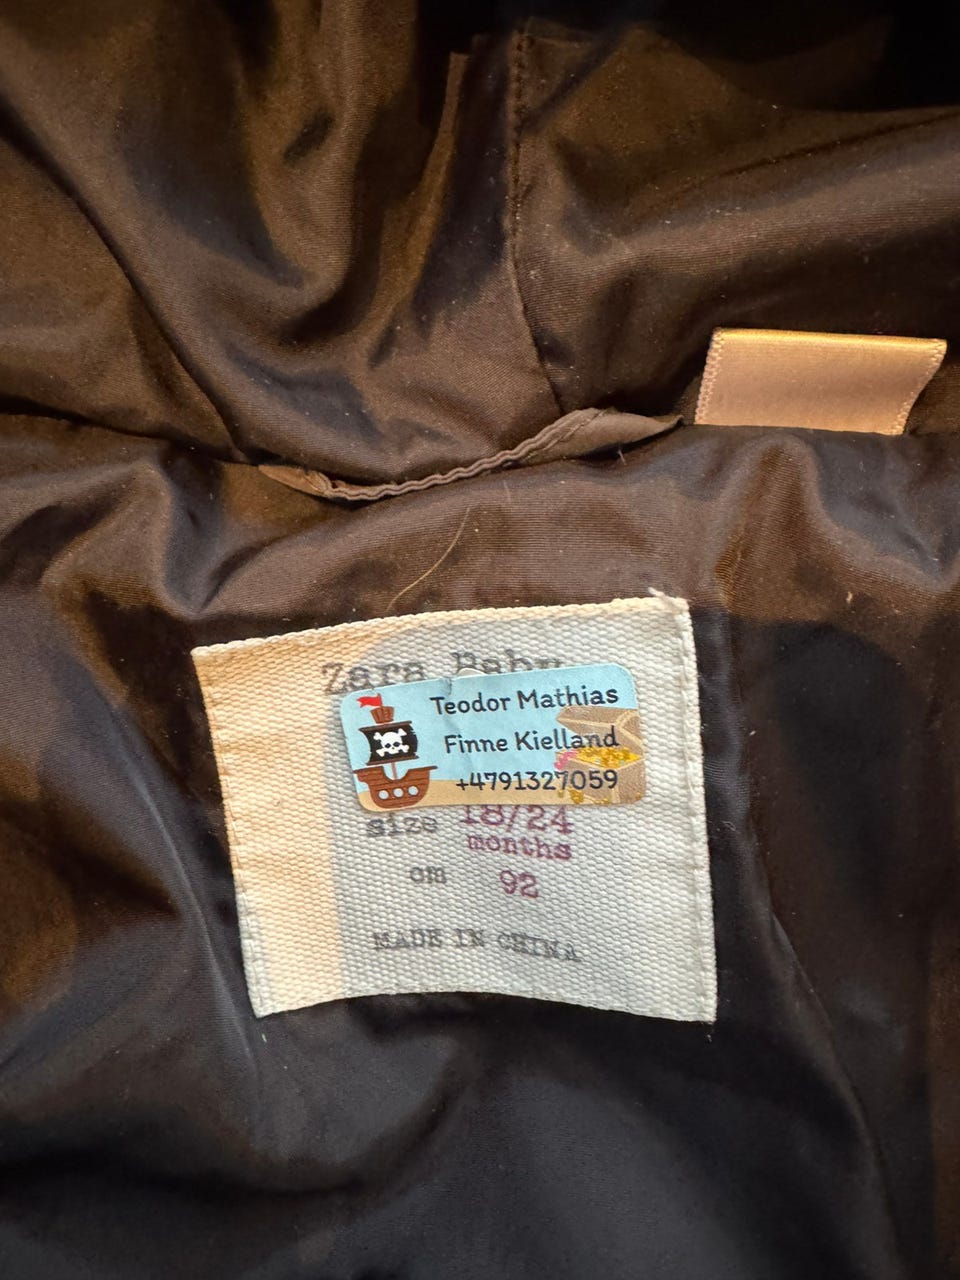 Zara Baby
Teodor Mathias
Finne Kielland
+4791327059
size 18/24
months
cm 92
MADE IN CHINA